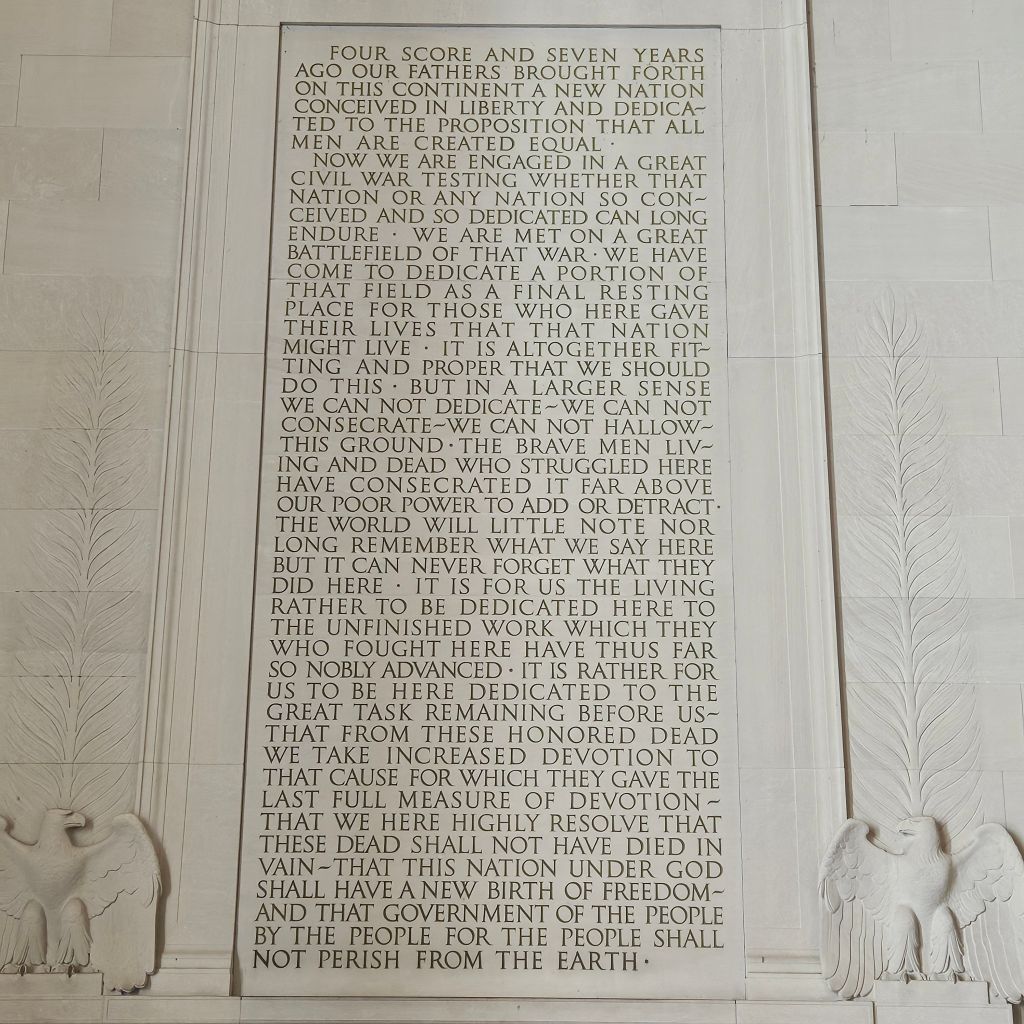 FOUR SCORE AND SEVEN YEARS
AGO OUR FATHERS BROUGHT FORTH
ON THIS CONTINENT A NEW NATION
CONCEIVED IN LIBERTY AND DEDICA~
TED TO THE PROPOSITION THAT ALL
MEN ARE CREATED EQUAL ·
NOW WE ARE ENGAGED IN A GREAT
CIVIL WAR TESTING WHETHER THAT
NATION OR ANY NATION SO CON~
CEIVED AND SO DEDICATED CAN LONG
ENDURE · WE ARE MET ON A GREAT
BATTLEFIELD OF THAT WAR · WE HAVE
COME TO DEDICATE A PORTION OF
THAT FIELD AS A FINAL RESTING
PLACE FOR THOSE WHO HERE GAVE
THEIR LIVES THAT THAT NATION
MIGHT LIVE · IT IS ALTOGETHER FIT~
TING AND PROPER THAT WE SHOULD
DO THIS · BUT IN A LARGER SENSE
WE CAN NOT DEDICATE~WE CAN NOT
CONSECRATE~WE CAN NOT HALLOW~
THIS GROUND · THE BRAVE MEN LIV~
ING AND DEAD WHO STRUGGLED HERE
HAVE CONSECRATED IT FAR ABOVE
OUR POOR POWER TO ADD OR DETRACT ·
THE WORLD WILL LITTLE NOTE NOR
LONG REMEMBER WHAT WE SAY HERE
BUT IT CAN NEVER FORGET WHAT THEY
DID HERE · IT IS FOR US THE LIVING
RATHER TO BE DEDICATED HERE TO
THE UNFINISHED WORK WHICH THEY
WHO FOUGHT HERE HAVE THUS FAR
SO NOBLY ADVANCED · IT IS RATHER FOR
US TO BE HERE DEDICATED TO THE
GREAT TASK REMAINING BEFORE US~
THAT FROM THESE HONORED DEAD
WE TAKE INCREASED DEVOTION TO
THAT CAUSE FOR WHICH THEY GAVE THE
LAST FULL MEASURE OF DEVOTION ~
THAT WE HERE HIGHLY RESOLVE THAT
THESE DEAD SHALL NOT HAVE DIED IN
VAIN~THAT THIS NATION UNDER GOD
SHALL HAVE A NEW BIRTH OF FREEDOM~
AND THAT GOVERNMENT OF THE PEOPLE
BY THE PEOPLE FOR THE PEOPLE SHALL
NOT PERISH FROM THE EARTH ·